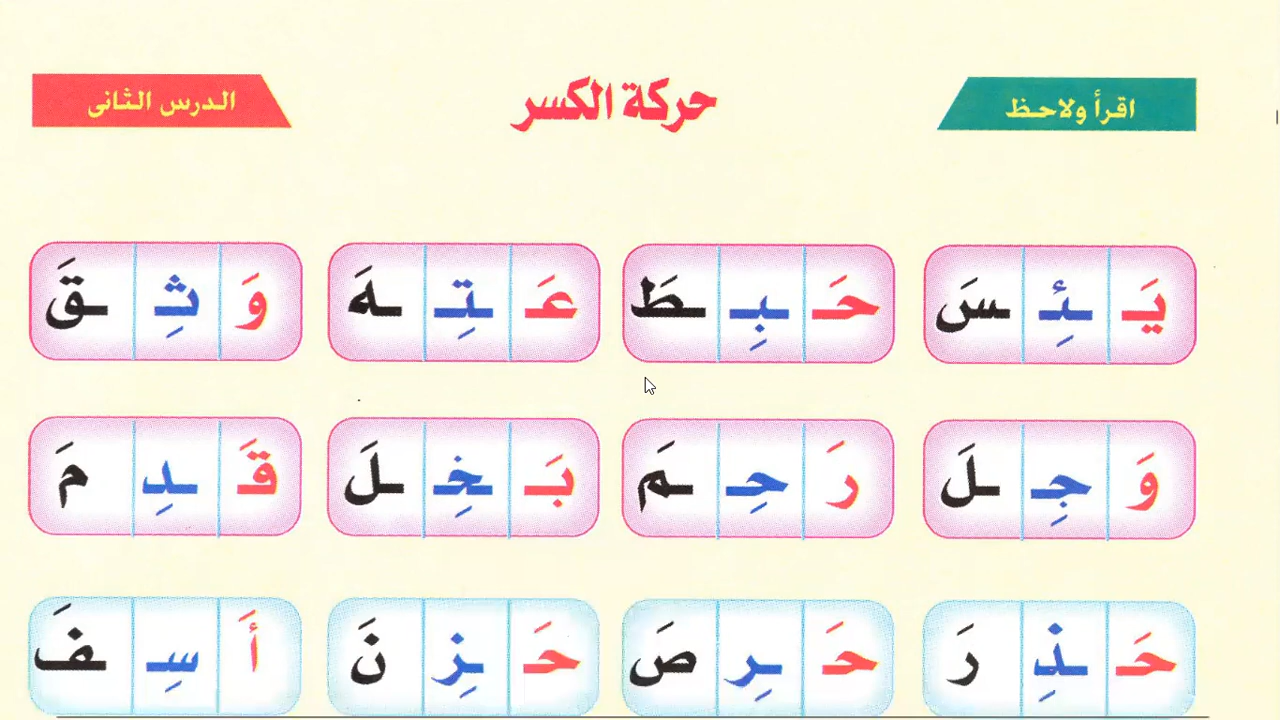 اقرأ ولاحظ حركة الكسر الدرس الثانى
يَـ ـئِـ ـسَ حَـ ـبِـ ـطَ عَـ ـتِـ ـهَ وَ ثِـ ـقَ
وَ جِـ ـلَ رَ حِـ ـمَ بَـ ـخِـ ـلَ قَـ ـدِ مَ
حَـ ـذِ رَ حَـ ـرِ صَ حَـ ـزِ نَ أَ سِـ ـفَ